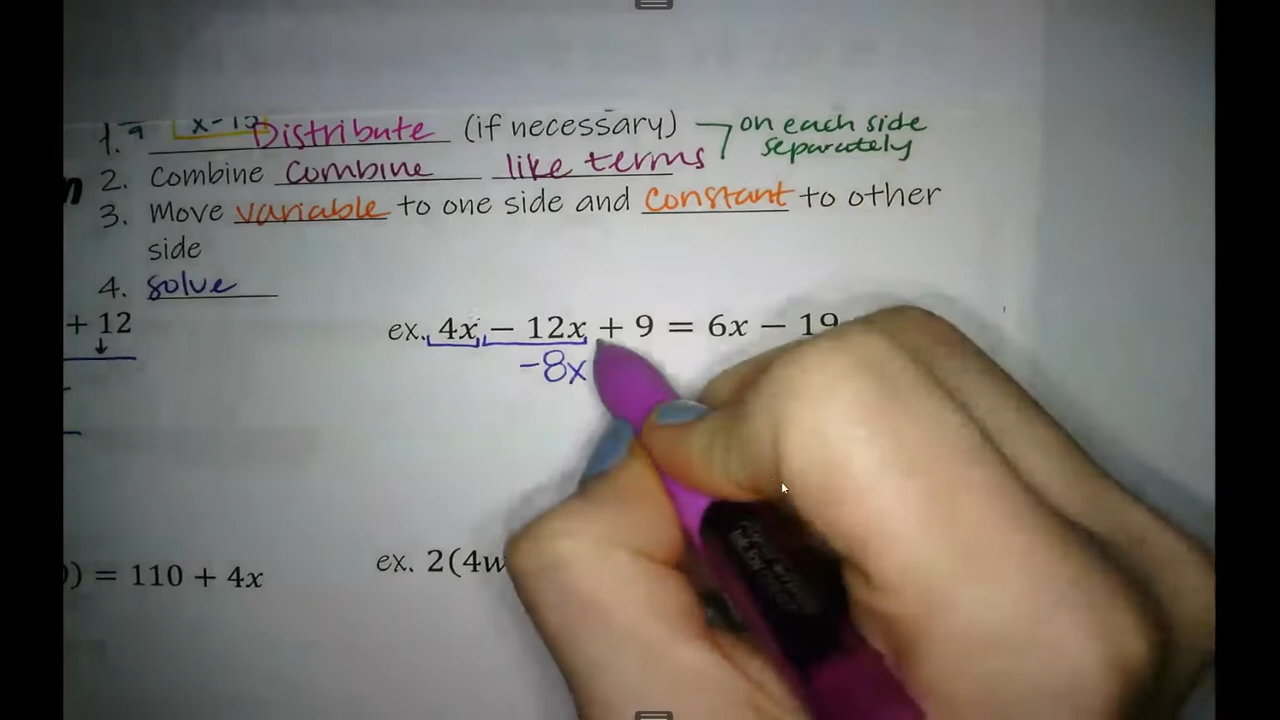 x-12
1. Distribute (if necessary) on each side
separately
2. Combine Combine like terms
3. Move variable to one side and constant to other
side
4. solve
+ 12
ex. 4x - 12x + 9 = 6x - 19
-8x
) = 110 + 4x
ex. 2(4w